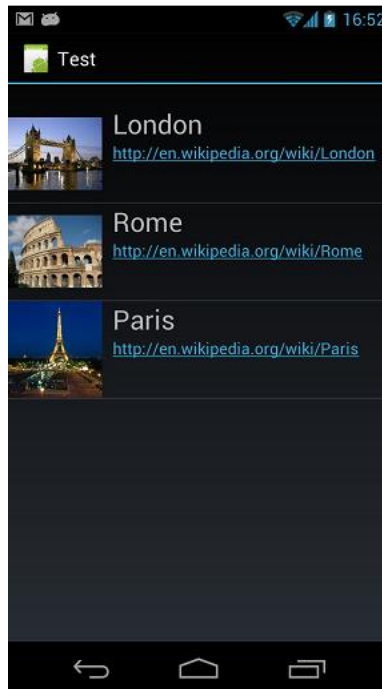 16:52
Test
London
http://en.wikipedia.org/wiki/London
Rome
http://en.wikipedia.org/wiki/Rome
Paris
http://en.wikipedia.org/wiki/Paris